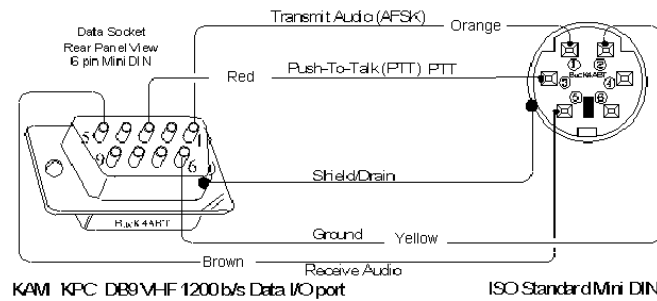 Transmit Audio (AFSK)
Orange
Data Socket
Rear Panel View
6 pin Mini DIN
Push-To-Talk (PTT) PTT
Red
1
2
BucK4ABT
3
4
5
6
5
1
9
6
Shield/Drain
BucK4ABT
Ground
Yellow
Brown
Receive Audio
KAM KPC DB9 VHF 1200 b/s Data I/O port
ISO Standard Mini DIN